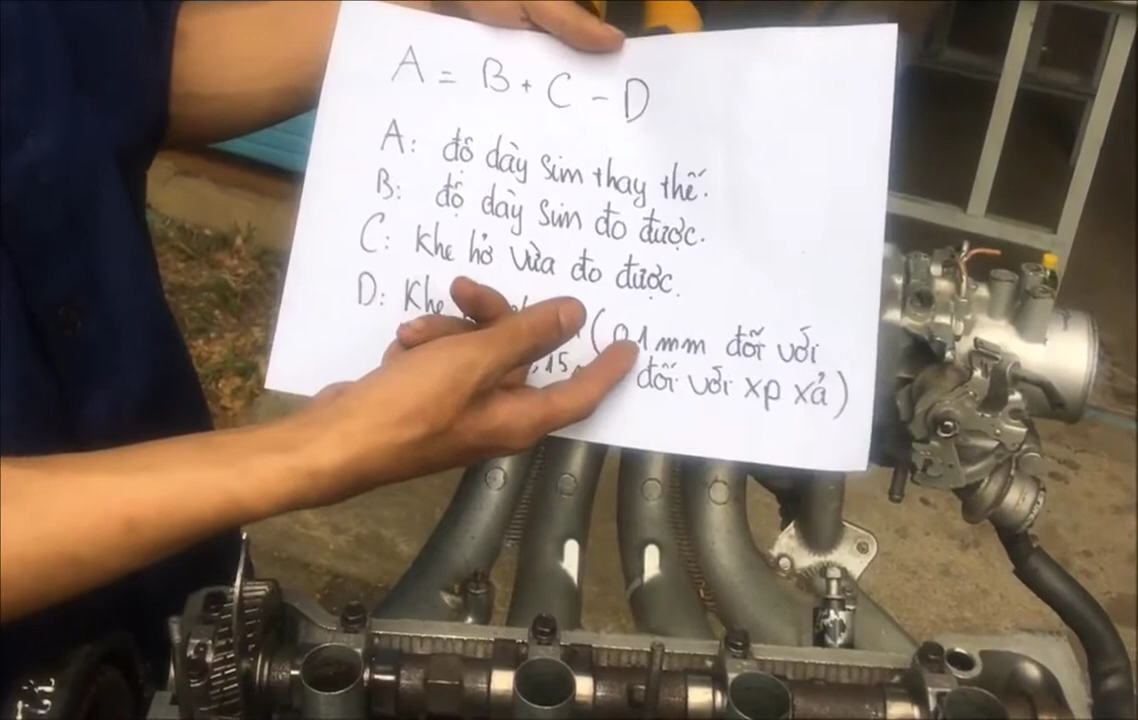 A = B + C - D
A: độ dày sim thay thế.
B: độ dày sim đo được.
C: Khe hở vừa đo được.
D: Khe (0,1mm đối với
,15 đối với xp xả)